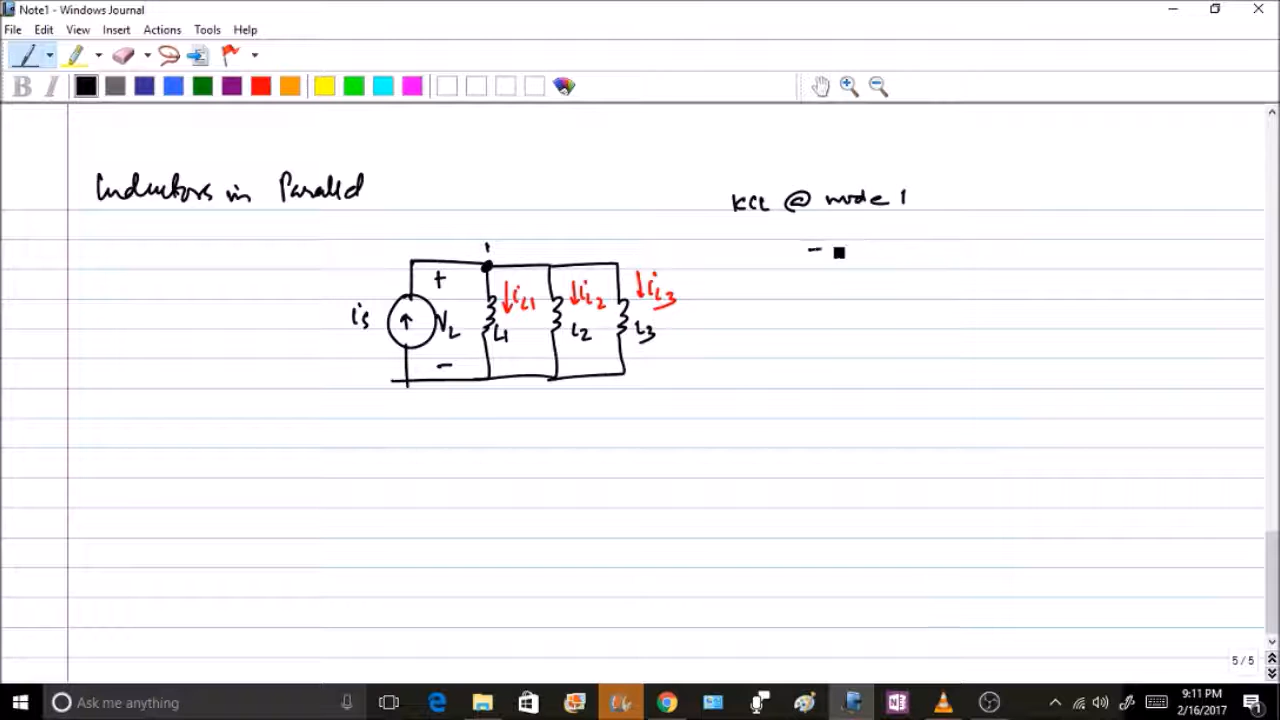 Note1 - Windows Journal
File Edit View Insert Actions Tools Help
B I
Inductors in Parallel
KCL @ node 1
-
1
+
is
VL
-
iL1
iL2
iL3
L1
L2
L3
5 / 5
Ask me anything
9:11 PM
2/16/2017